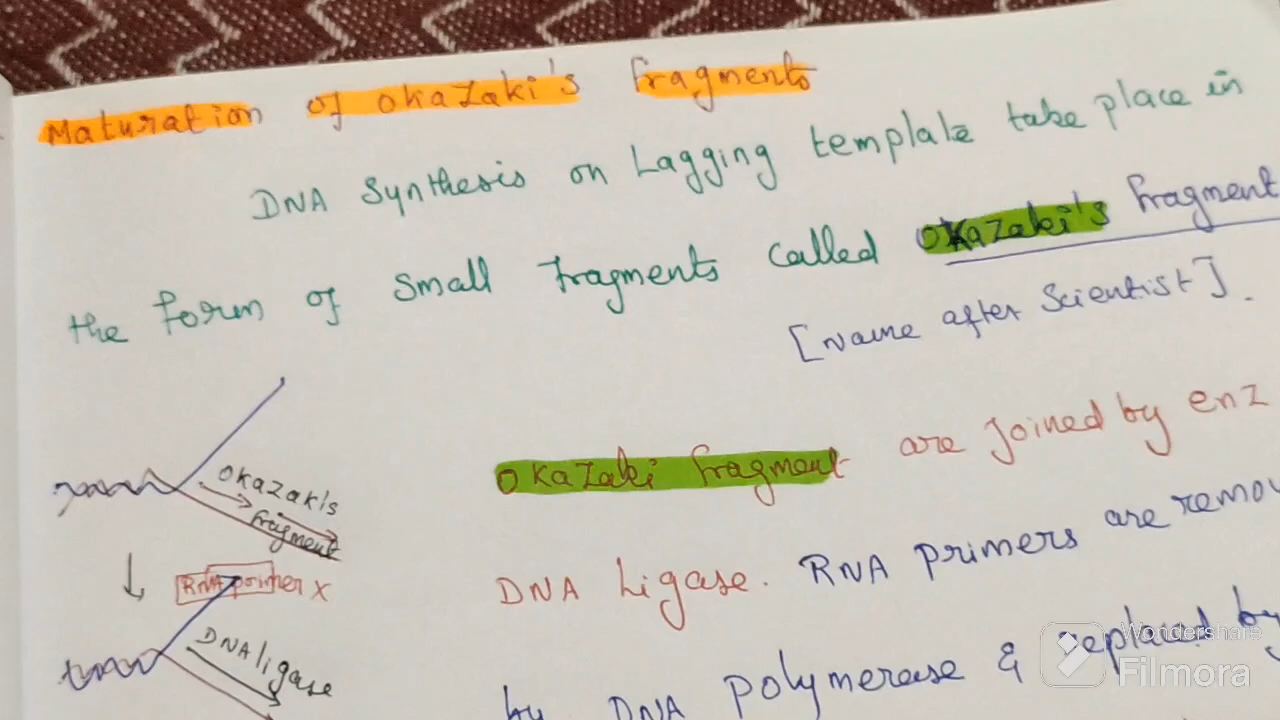 Maturation of Okazaki's fragments
DNA Synthesis on Lagging template take place in
the form of small fragments called Okazaki's fragment
[Name after Scientist].
Okazaki fragment are joined by enz
DNA Ligase. RNA primers are remov
by DNA polymerase & replaced by
Okazakis
fragment
RNA primer x
DNA ligase
Wondershare
Filmora